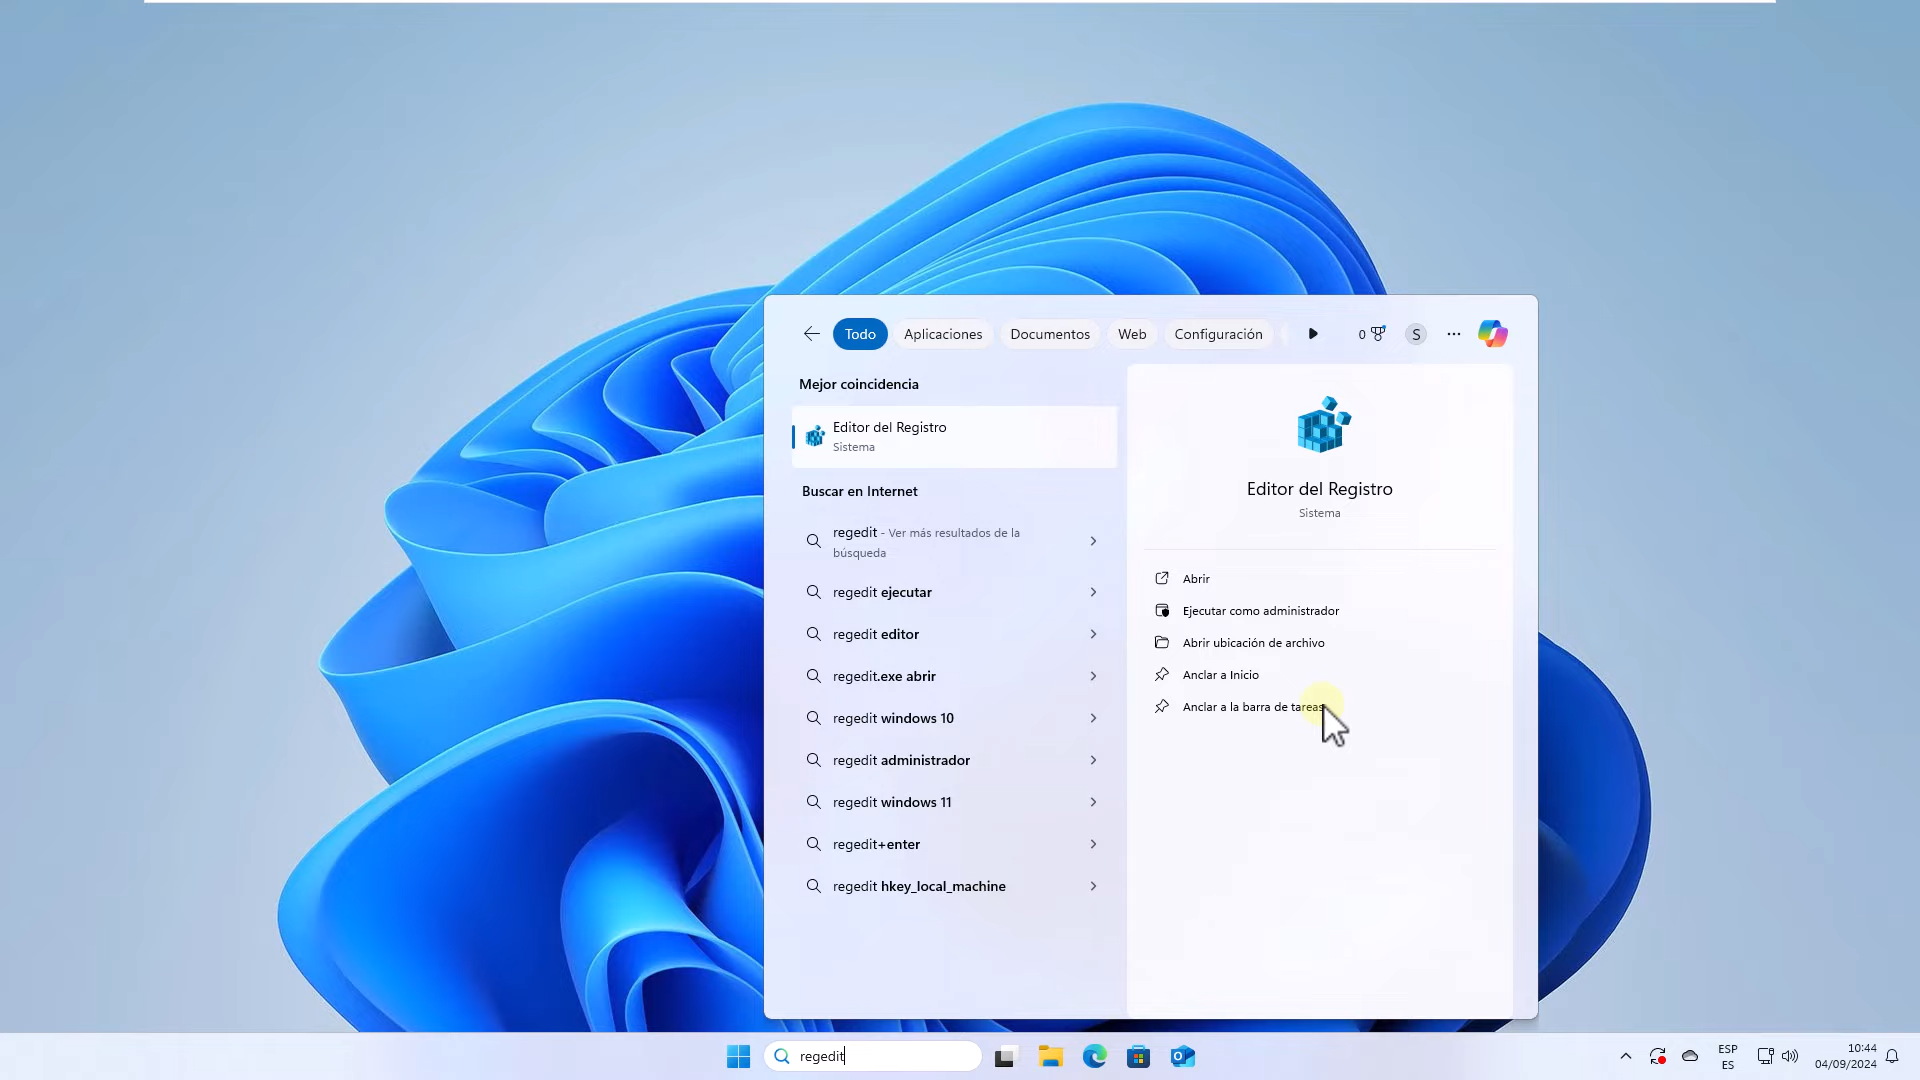 Todo Aplicaciones Documentos Web Configuración 0 S
Mejor coincidencia
Editor del Registro
Sistema
Buscar en Internet
regedit - Ver más resultados de la
búsqueda
regedit ejecutar
regedit editor
regedit.exe abrir
regedit windows 10
regedit administrador
regedit windows 11
regedit+enter
regedit hkey_local_machine
Editor del Registro
Sistema
Abrir
Ejecutar como administrador
Abrir ubicación de archivo
Anclar a Inicio
Anclar a la barra de tareas
regedit
ESP
ES
10:44
04/09/2024